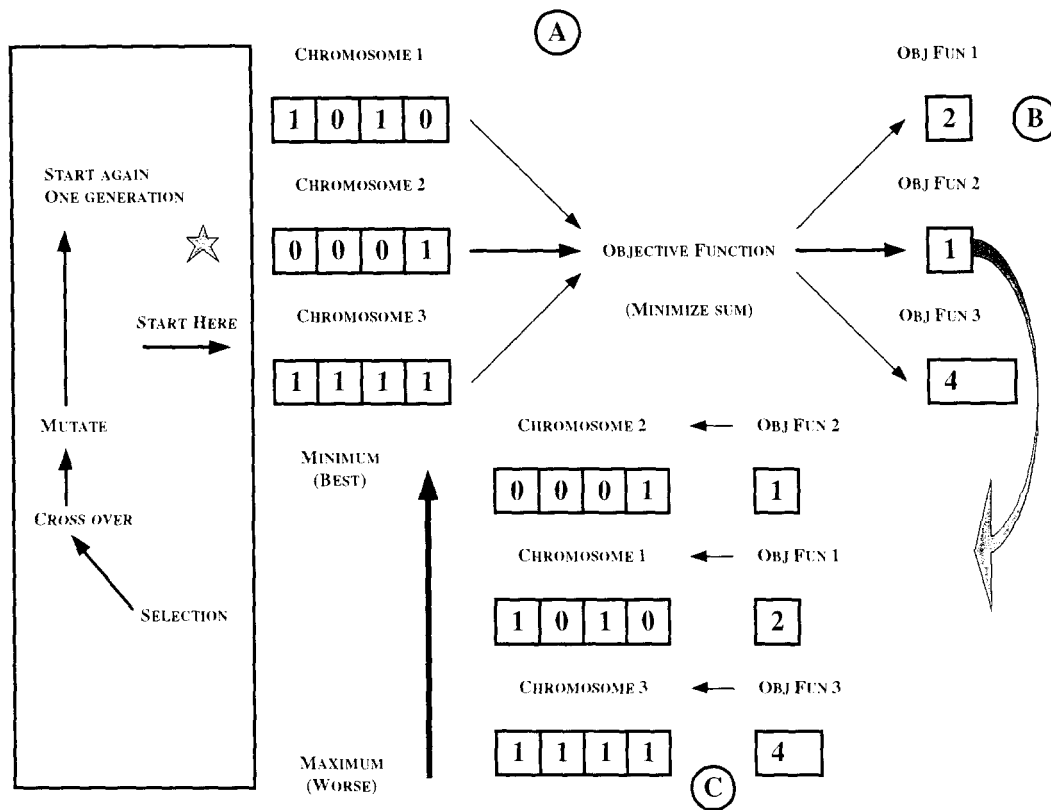 A
CHROMOSOME 1
1 0 1 0
CHROMOSOME 2
0 0 0 1
CHROMOSOME 3
1 1 1 1
OBJECTIVE FUNCTION
(MINIMIZE SUM)
OBJ FUN 1
2
B
OBJ FUN 2
1
OBJ FUN 3
4
START AGAIN
ONE GENERATION
START HERE
MUTATE
CROSS OVER
SELECTION
MINIMUM
(BEST)
MAXIMUM
(WORSE)
CHROMOSOME 2
OBJ FUN 2
0 0 0 1
1
CHROMOSOME 1
OBJ FUN 1
1 0 1 0
2
CHROMOSOME 3
OBJ FUN 3
1 1 1 1
4
C